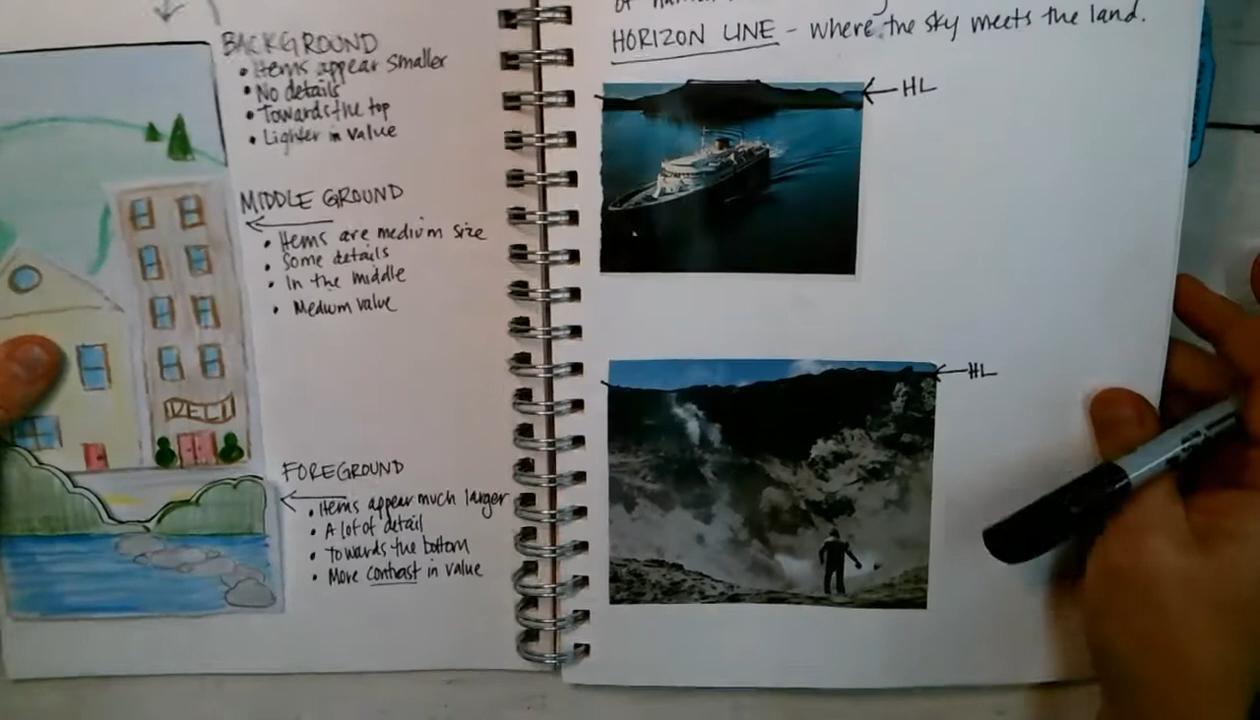 BACKGROUND
• Items appear smaller
• No details
• Towards the top
• Lighter in value
MIDDLE GROUND
• Items are medium size
• Some details
• In the middle
• Medium value
DELI
FOREGROUND
• Items appear much larger
• A lot of detail
• Towards the bottom
• More contrast in value
HORIZON LINE - where the sky meets the land.
HL
HL